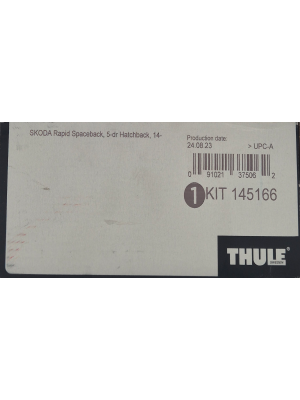 SKODA Rapid Spaceback, 5-dr Hatchback, 14-
Production date:
24.08.23 > UPC-A
0 91021 37506 2
1 KIT 145166
THULE
SWEDEN